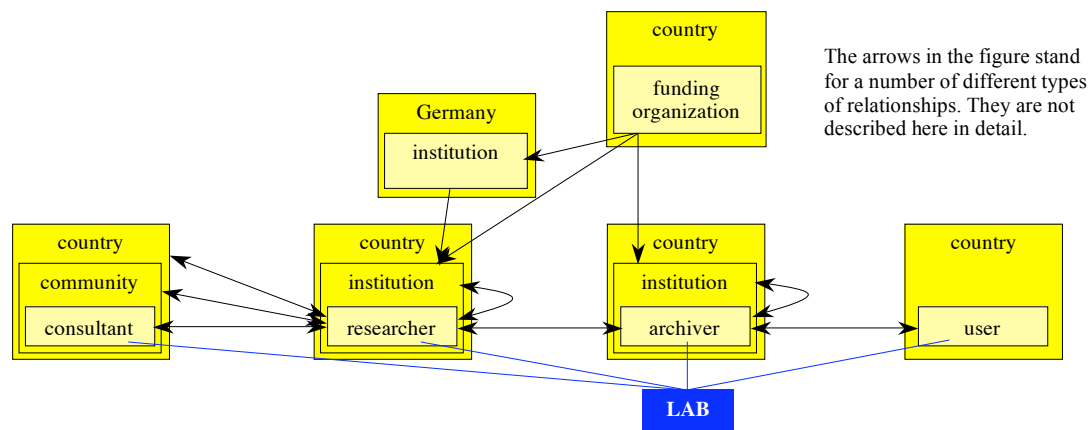 country
funding
organization
The arrows in the figure stand
for a number of different types
of relationships. They are not
described here in detail.
Germany
institution
country
community
consultant
country
institution
researcher
country
institution
archiver
country
user
LAB